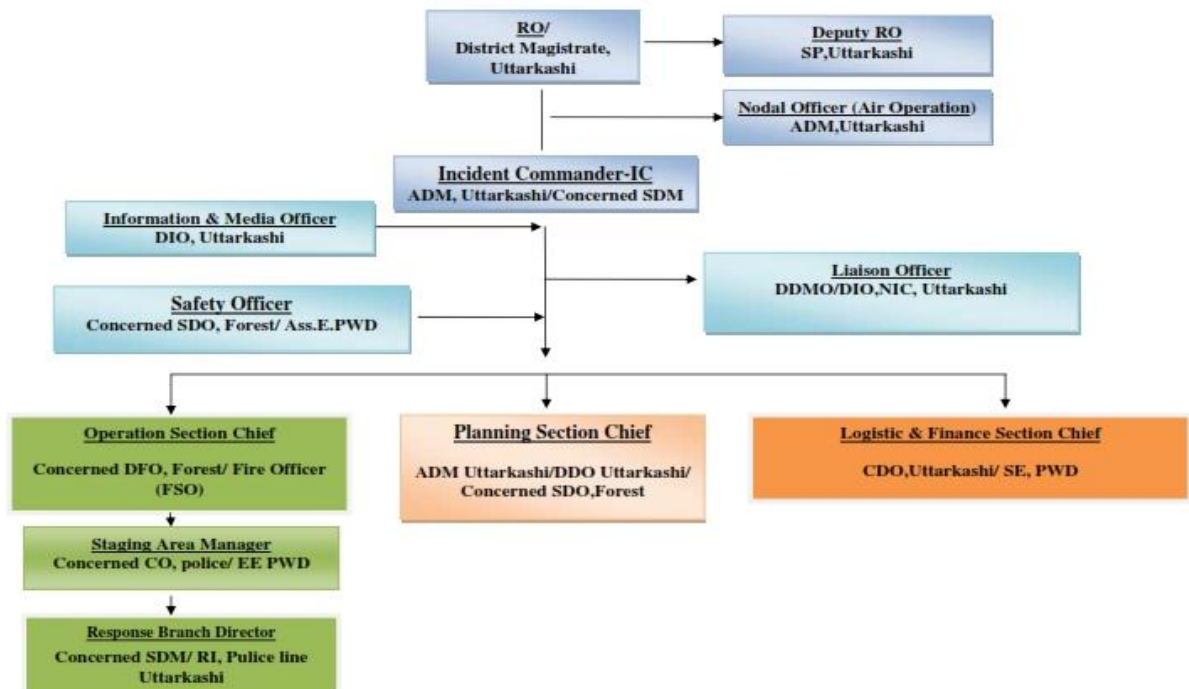 RO/
District Magistrate,
Uttarkashi
Deputy RO
SP,Uttarkashi
Nodal Officer (Air Operation)
ADM,Uttarkashi
Incident Commander-IC
ADM, Uttarkashi/Concerned SDM
Information & Media Officer
DIO, Uttarkashi
Liaison Officer
DDMO/DIO,NIC, Uttarkashi
Safety Officer
Concerned SDO, Forest/ Ass.E.PWD
Operation Section Chief
Concerned DFO, Forest/ Fire Officer
(FSO)
Planning Section Chief
ADM Uttarkashi/DDO Uttarkashi/
Concerned SDO,Forest
Logistic & Finance Section Chief
CDO,Uttarkashi/ SE, PWD
Staging Area Manager
Concerned CO, police/ EE PWD
Response Branch Director
Concerned SDM/ RI, Pulice line
Uttarkashi